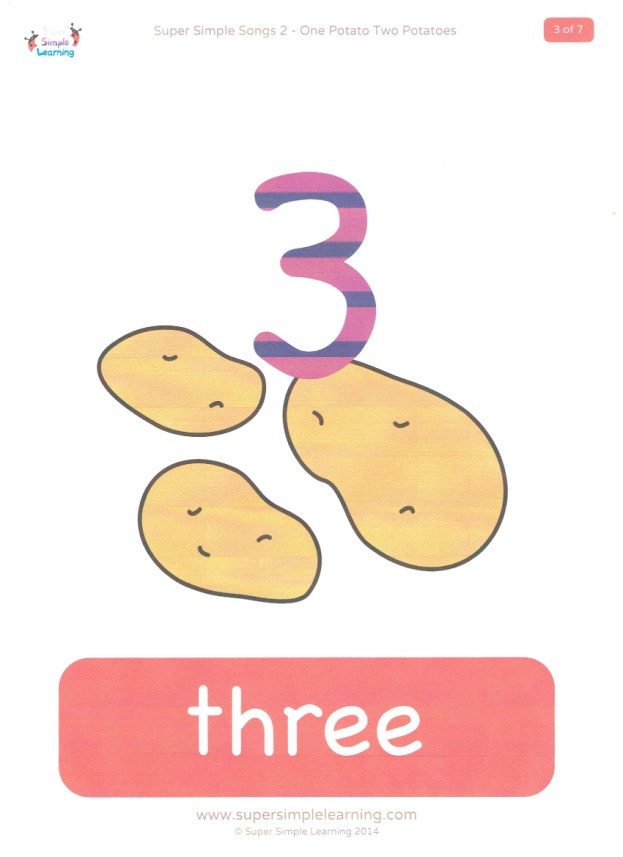 Super
Simple
Learning
Super Simple Songs 2 - One Potato Two Potatoes
3 of 7
3
three
www.supersimplelearning.com
© Super Simple Learning 2014